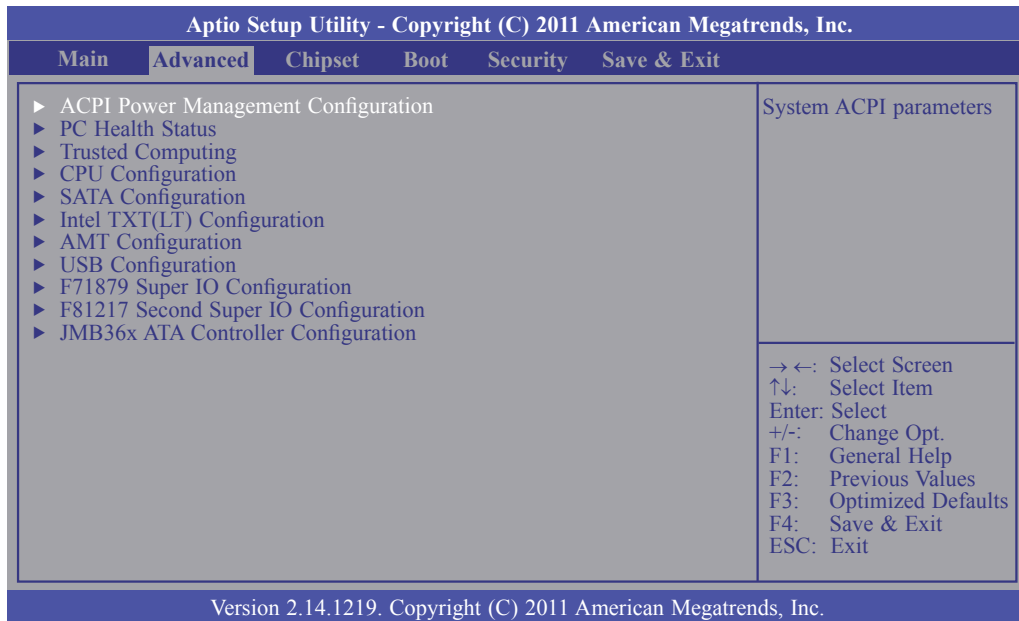 Aptio Setup Utility - Copyright (C) 2011 American Megatrends, Inc.
Main Advanced Chipset Boot Security Save & Exit
► ACPI Power Management Configuration
► PC Health Status
► Trusted Computing
► CPU Configuration
► SATA Configuration
► Intel TXT(LT) Configuration
► AMT Configuration
► USB Configuration
► F71879 Super IO Configuration
► F81217 Second Super IO Configuration
► JMB36x ATA Controller Configuration
System ACPI parameters
→ ←: Select Screen
↑↓: Select Item
Enter: Select
+/-: Change Opt.
F1: General Help
F2: Previous Values
F3: Optimized Defaults
F4: Save & Exit
ESC: Exit
Version 2.14.1219. Copyright (C) 2011 American Megatrends, Inc.